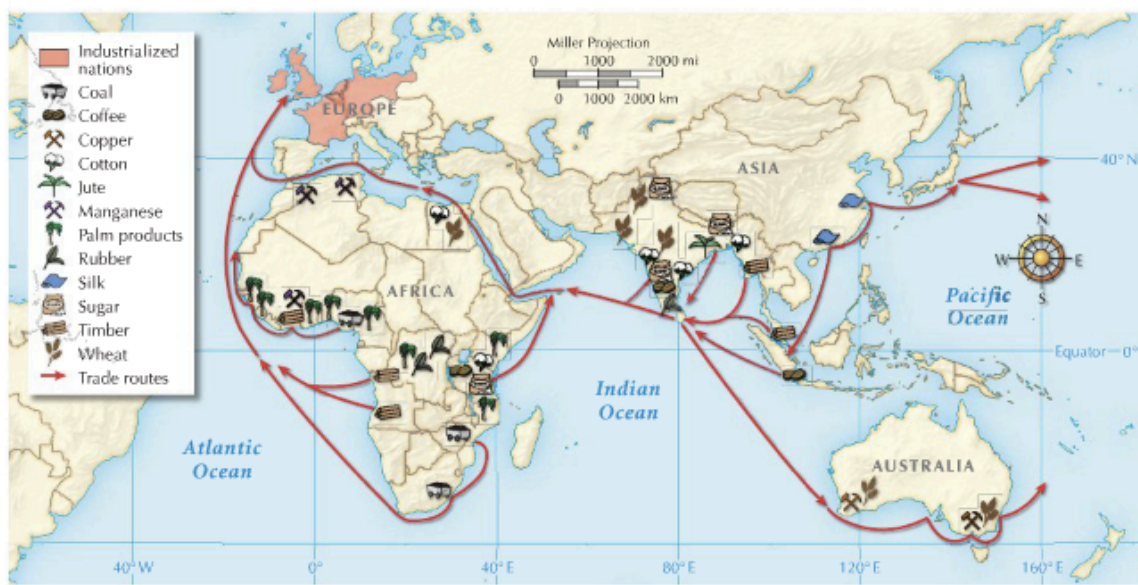 Industrialized
nations
Coal
Coffee
Copper
Cotton
Jute
Manganese
Palm products
Rubber
Silk
Sugar
Timber
Wheat
Trade routes
Miller Projection
0 1000 2000 mi
0 1000 2000 km
EUROPE
ASIA
40° N
N
W E
S
AFRICA
Pacific
Ocean
Equator 0°
Indian
Ocean
Atlantic
Ocean
AUSTRALIA
40° W 0° 40° E 80° E 120° E 160° E